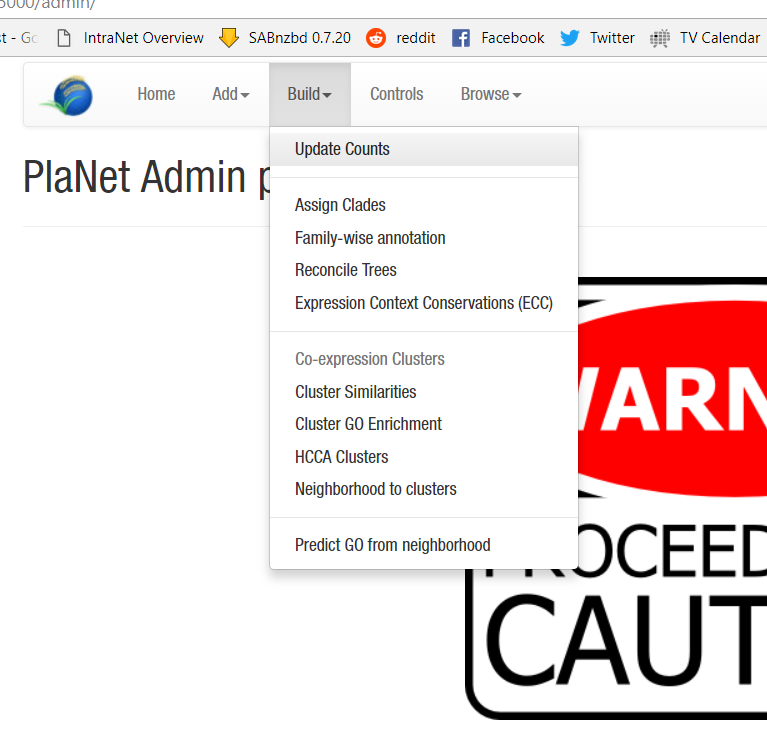 5000/admin/
IntraNet Overview SABnzbd 0.7.20 reddit Facebook Twitter TV Calendar
Home Add Build Controls Browse
Update Counts
PlaNet Admin
Assign Clades
Family-wise annotation
Reconcile Trees
Expression Context Conservations (ECC)
Co-expression Clusters
Cluster Similarities
Cluster GO Enrichment
HCCA Clusters
Neighborhood to clusters
Predict GO from neighborhood
WARN
PROCEED
CAUT